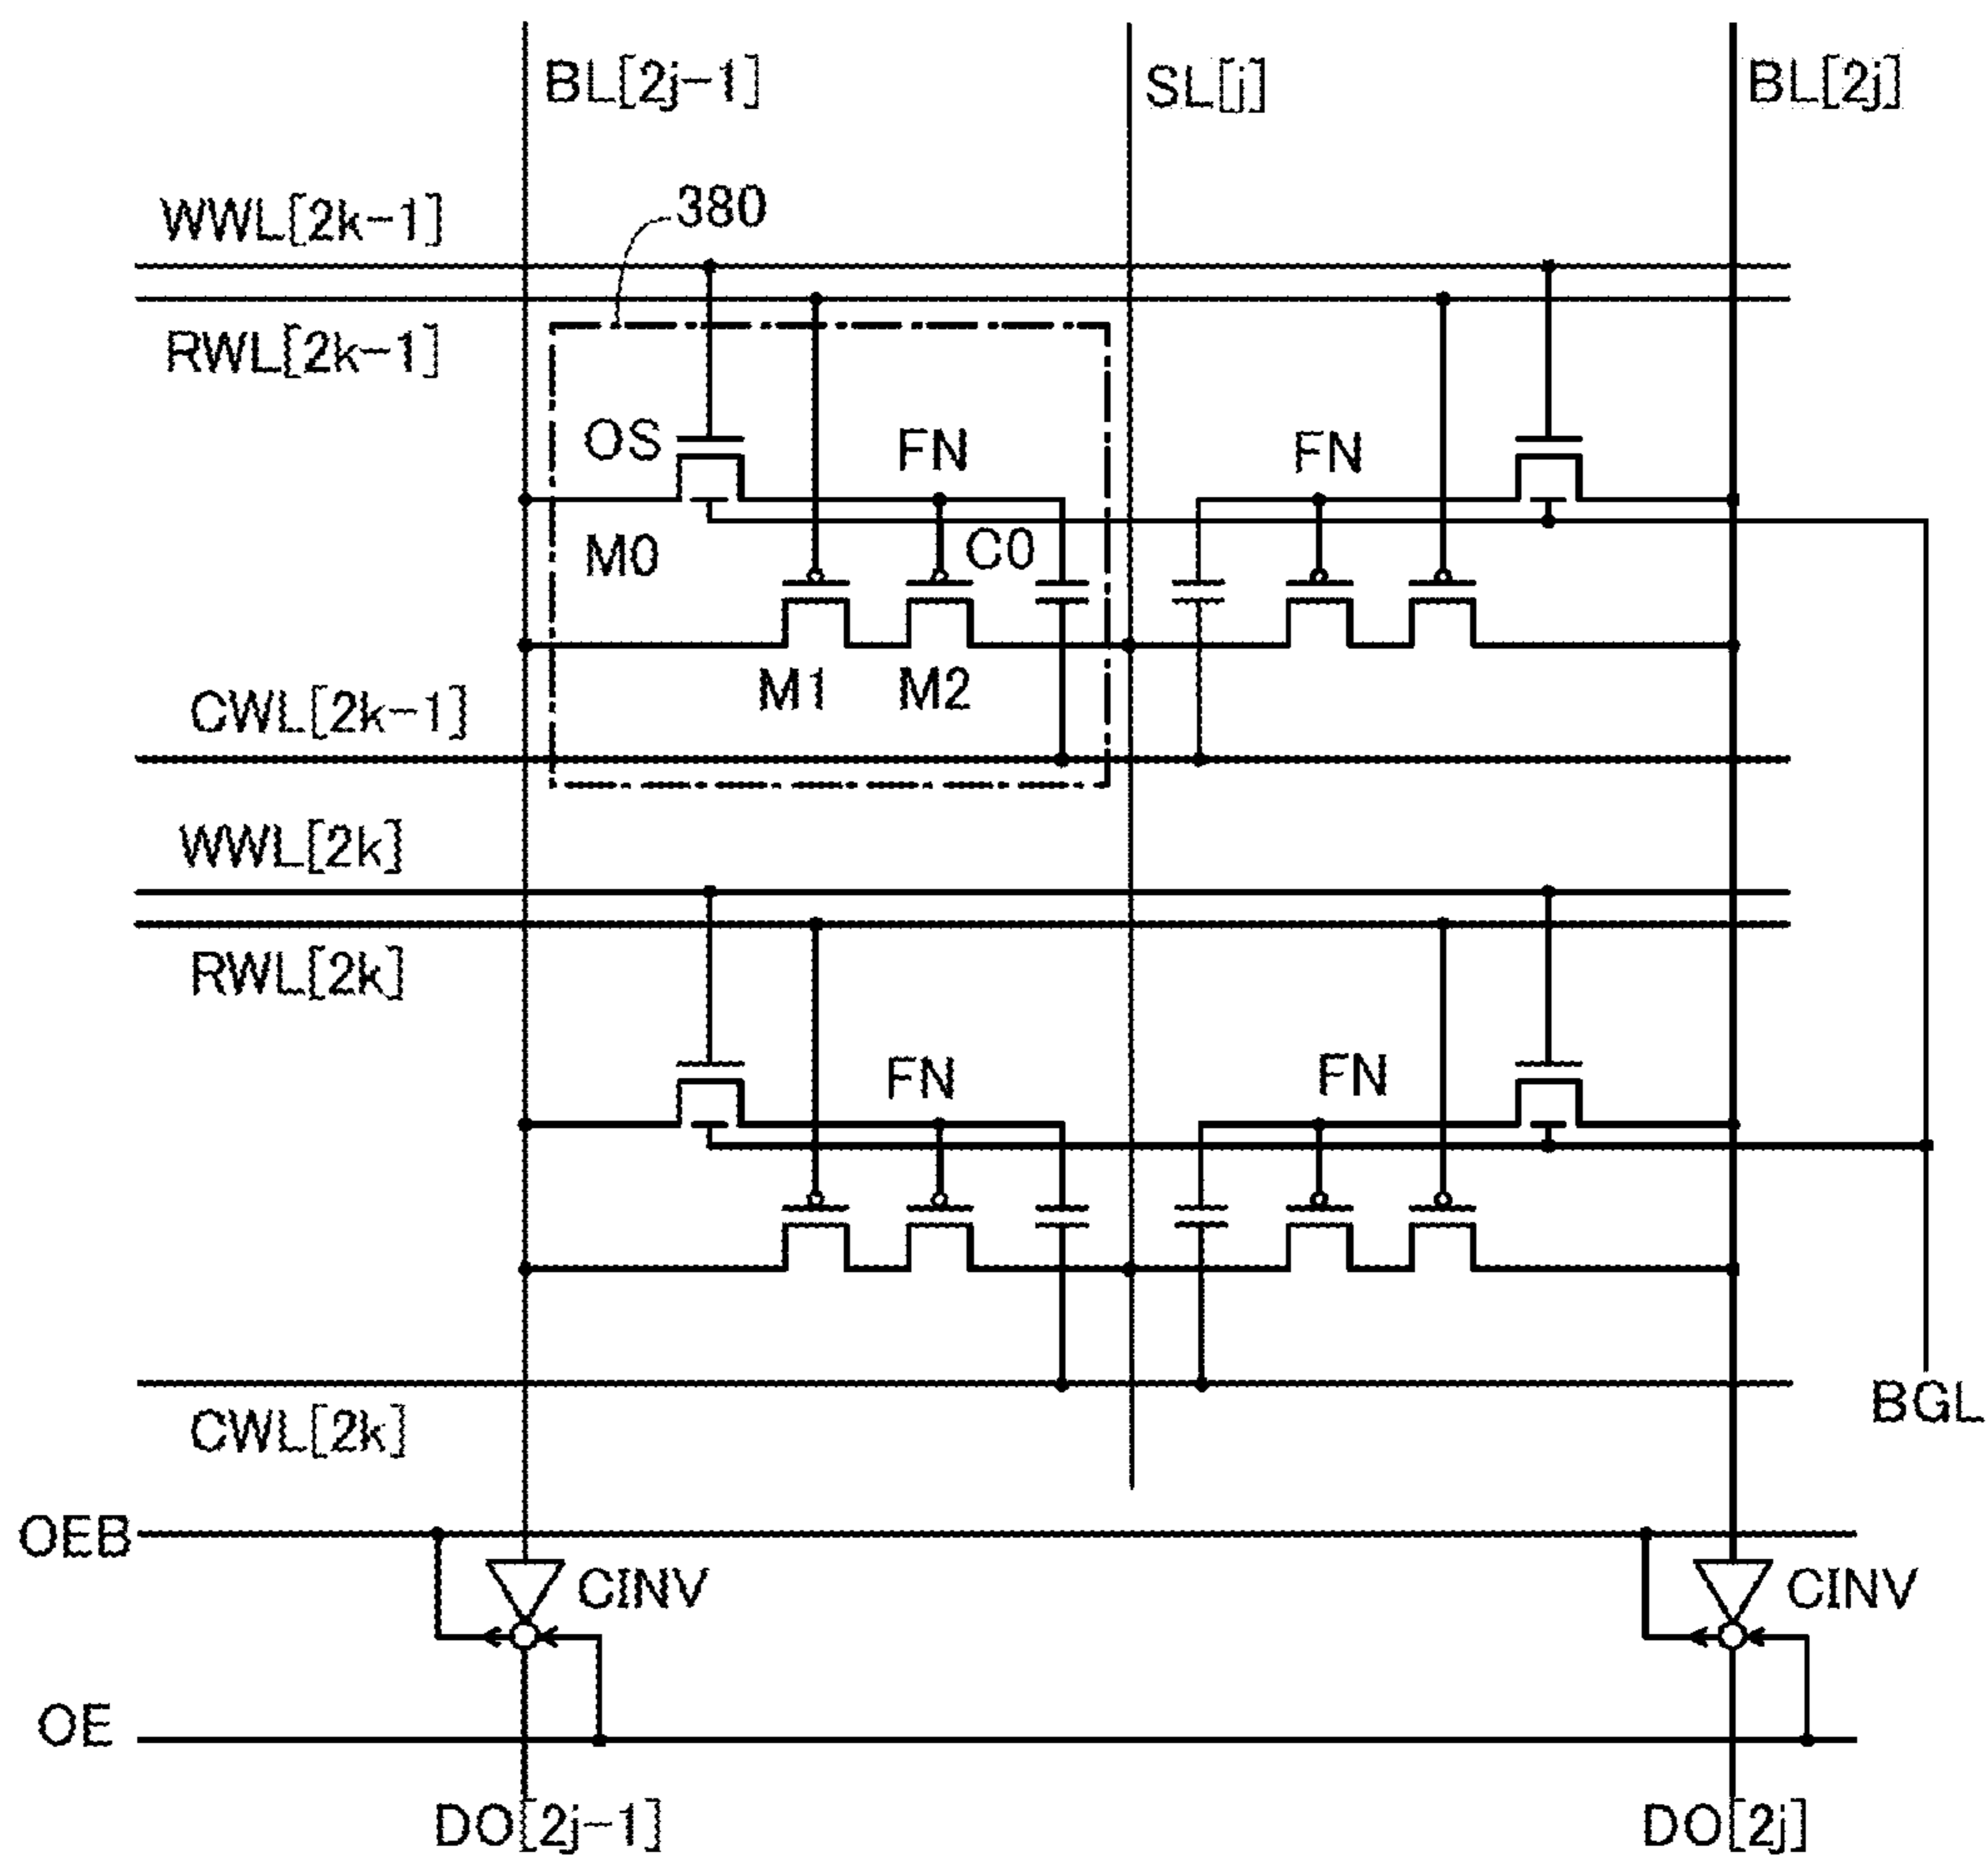 BL[2j-1]
SL[j]
BL[2j]
WWL[2k-1]
380
RWL[2k-1]
OS
FN
FN
M0
C0
M1
M2
CWL[2k-1]
WWL[2k]
RWL[2k]
FN
FN
BGL
CWL[2k]
OEB
CINV
CINV
OE
DO[2j-1]
DO[2j]